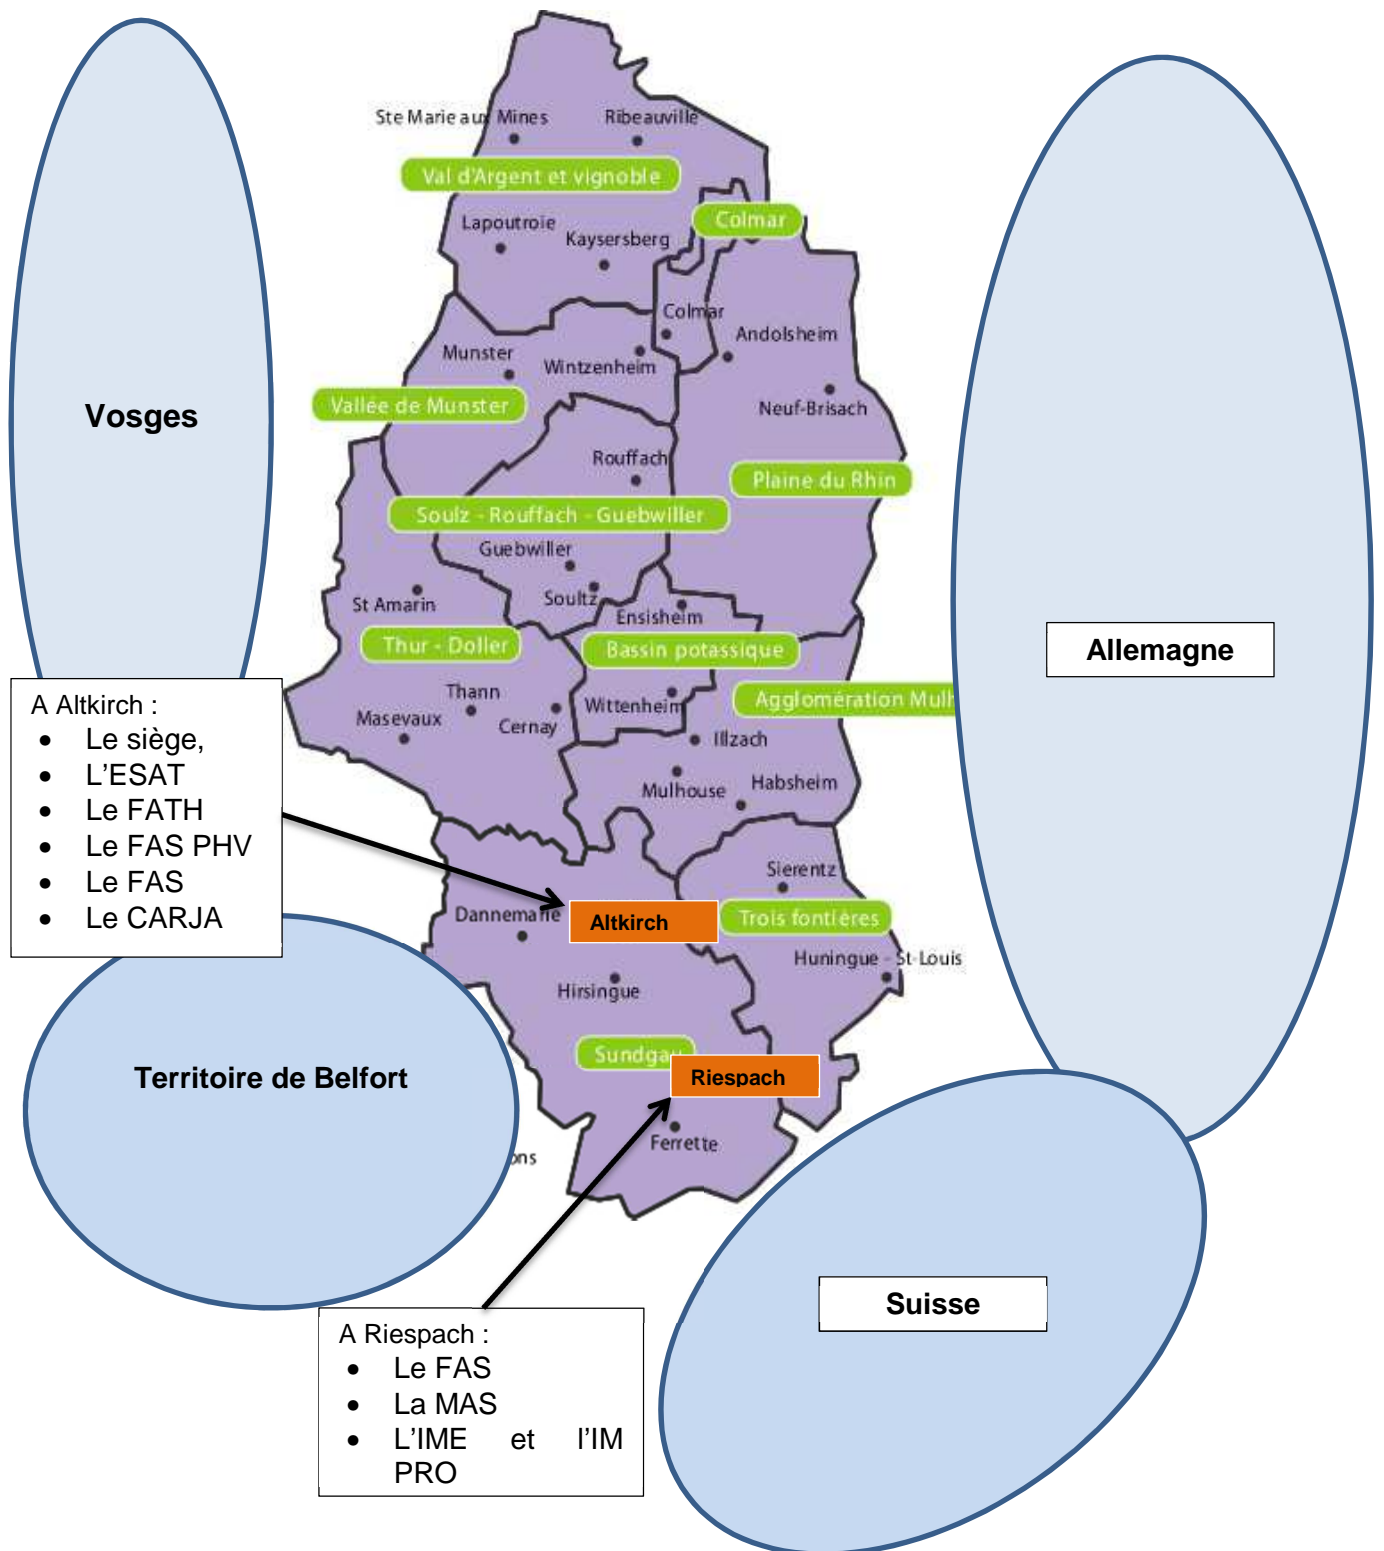 Ste Marie aux Mines
Ribeauvillé
Val d'Argent et vignoble
Colmar
Lapoutroie
Kaysersberg
Colmar
Andolsheim
Munster
Wintzenheim
Vosges
Vallée de Munster
Neuf-Brisach
Rouffach
Plaine du Rhin
Soulz - Rouffach - Guebwiller
Guebwiller
Soultz
St Amarin
Ensisheim
Thur - Doller
Bassin potassique
Allemagne
Thann
Wittenheim
Agglomération Mulh
Masevaux
Cernay
Illzach
Mulhouse
Habsheim
A Altkirch :
• Le siège,
• L'ESAT
• Le FATH
• Le FAS PHV
• Le FAS
• Le CARJA
Sierentz
Dannemarie
Altkirch
Trois fontières
Huningue - St-Louis
Hirsingue
Sundgau
Riespach
Territoire de Belfort
Ferrette
ons
Suisse
A Riespach :
• Le FAS
• La MAS
• L'IME et l'IM
PRO